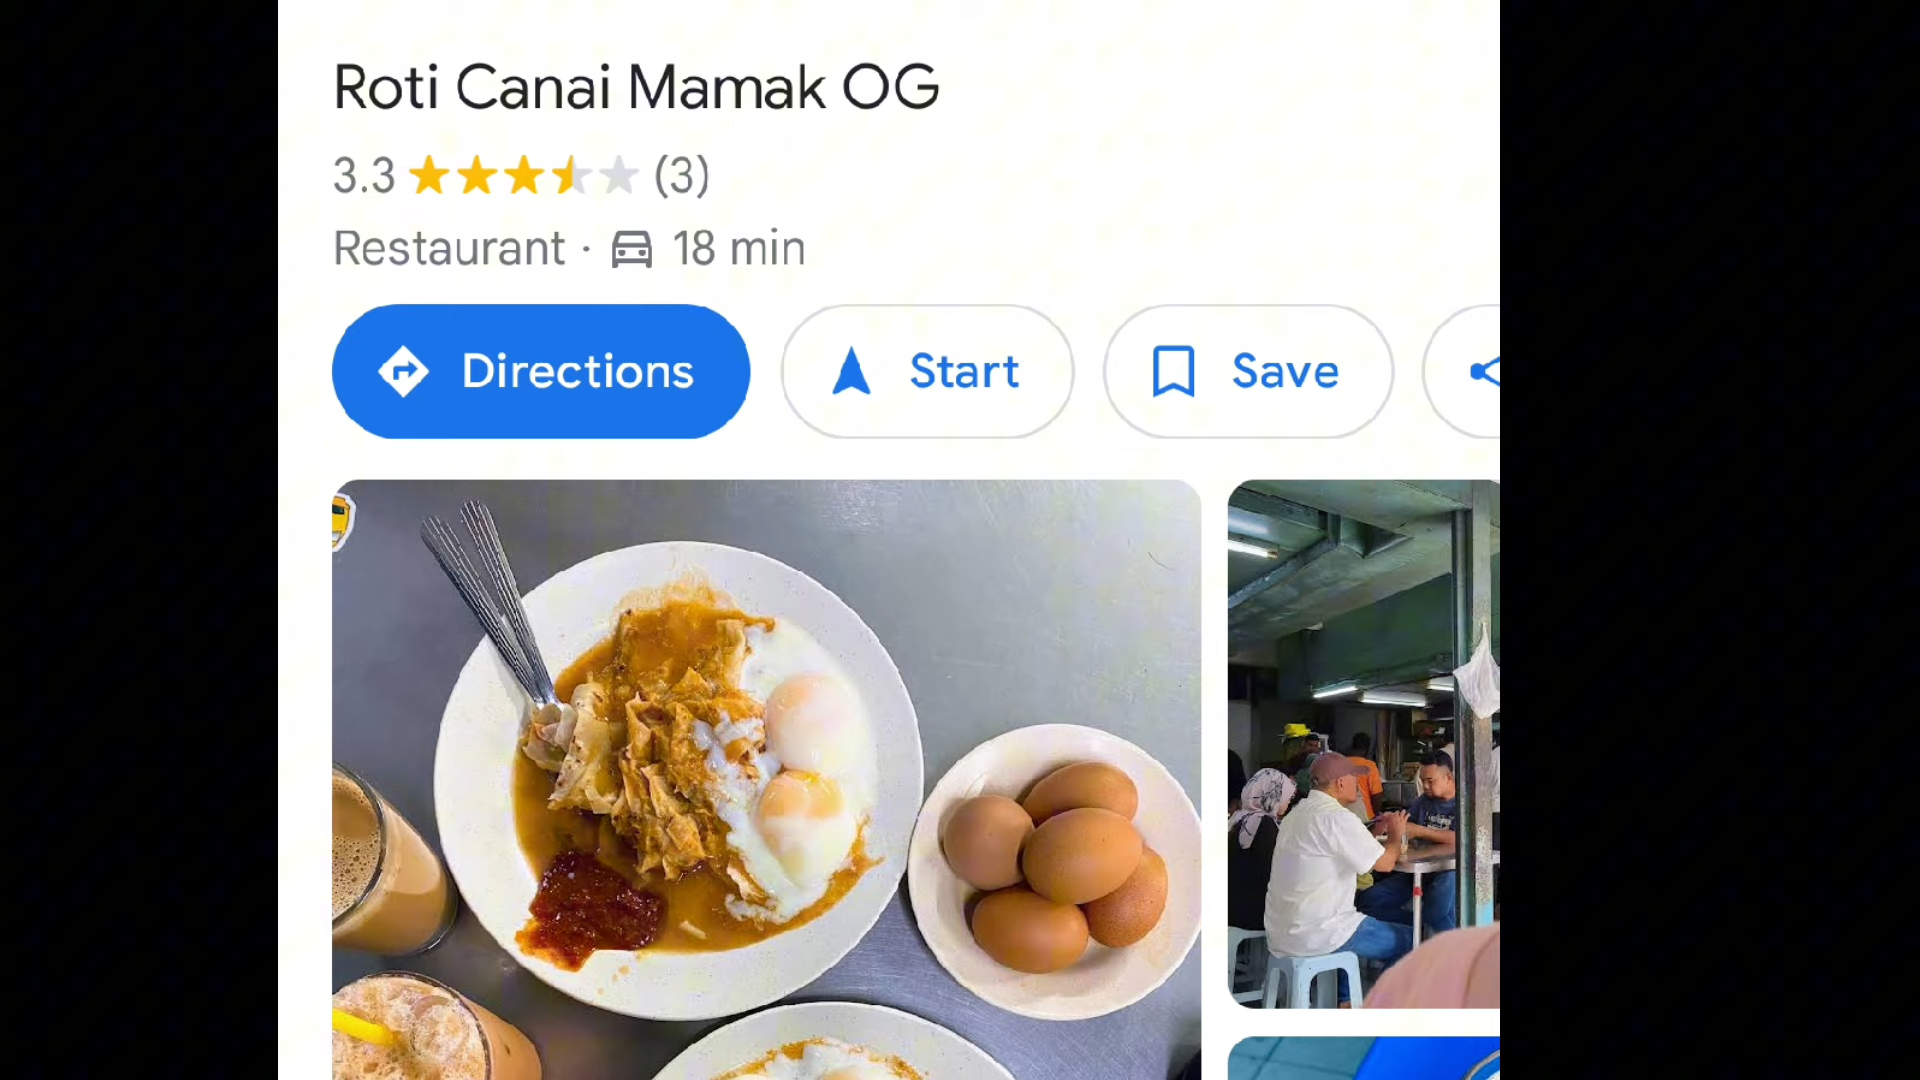 Roti Canai Mamak OG
3.3 (3)
Restaurant · 18 min
Directions
Start
Save